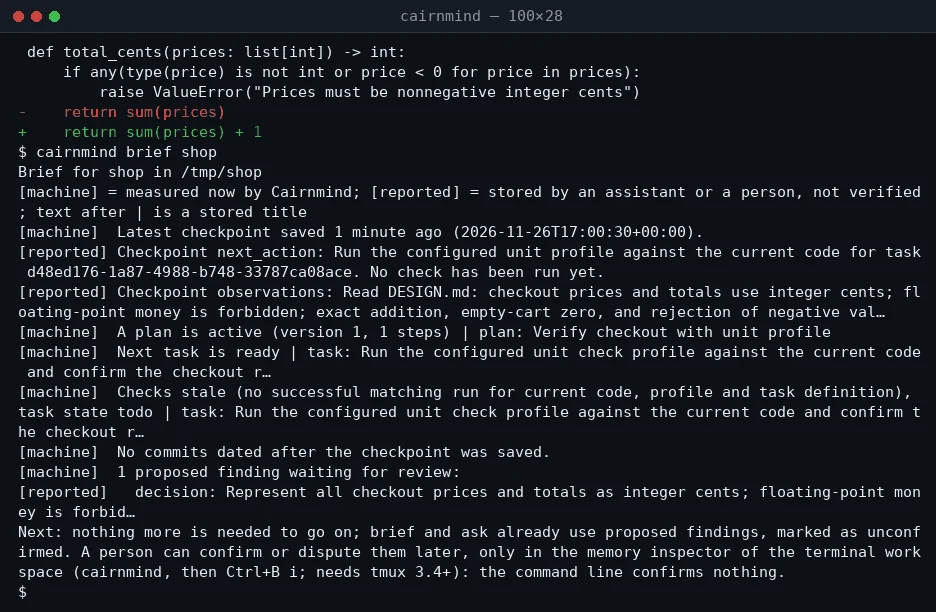 cairnmind — 100×28
def total_cents(prices: list[int]) -> int:
if any(type(price) is not int or price < 0 for price in prices):
raise ValueError("Prices must be nonnegative integer cents")
-    return sum(prices)
+    return sum(prices) + 1
$ cairnmind brief shop
Brief for shop in /tmp/shop
[machine] = measured now by Cairnmind; [reported] = stored by an assistant or a person, not verified
; text after | is a stored title
[machine]  Latest checkpoint saved 1 minute ago (2026-11-26T17:00:30+00:00).
[reported] Checkpoint next_action: Run the configured unit profile against the current code for task
d48ed176-1a87-4988-b748-33787ca08ace. No check has been run yet.
[reported] Checkpoint observations: Read DESIGN.md: checkout prices and totals use integer cents; fl
oating-point money is forbidden; exact addition, empty-cart zero, and rejection of negative val…
[machine]  A plan is active (version 1, 1 steps) | plan: Verify checkout with unit profile
[machine]  Next task is ready | task: Run the configured unit check profile against the current code
and confirm the checkout r…
[machine]  Checks stale (no successful matching run for current code, profile and task definition),
task state todo | task: Run the configured unit check profile against the current code and confirm t
he checkout r…
[machine]  No commits dated after the checkpoint was saved.
[machine]  1 proposed finding waiting for review:
[reported]   decision: Represent all checkout prices and totals as integer cents; floating-point mon
ey is forbid…
Next: nothing more is needed to go on; brief and ask already use proposed findings, marked as unconf
irmed. A person can confirm or dispute them later, only in the memory inspector of the terminal work
space (cairnmind, then Ctrl+B i; needs tmux 3.4+): the command line confirms nothing.
$